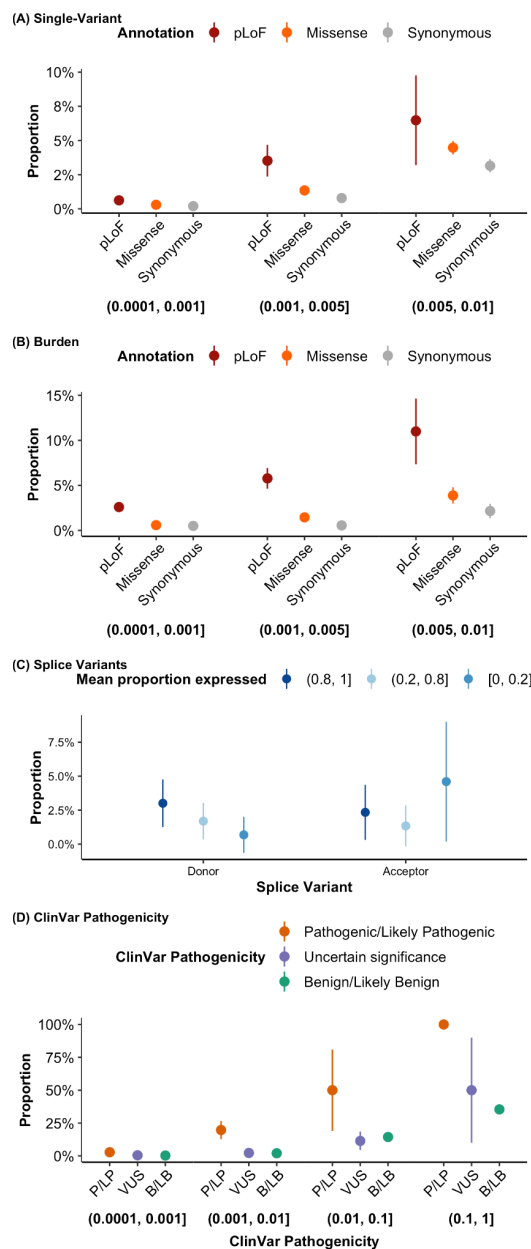 (A) Single-Variant
Annotation pLoF Missense Synonymous
10%
8%
5%
2%
0%
Proportion
pLoF Missense Synonymous pLoF Missense Synonymous pLoF Missense Synonymous
(0.0001, 0.001] (0.001, 0.005] (0.005, 0.01]
(B) Burden
Annotation pLoF Missense Synonymous
15%
10%
5%
0%
Proportion
pLoF Missense Synonymous pLoF Missense Synonymous pLoF Missense Synonymous
(0.0001, 0.001] (0.001, 0.005] (0.005, 0.01]
(C) Splice Variants
Mean proportion expressed (0.8, 1] (0.2, 0.8] [0, 0.2]
7.5%
5.0%
2.5%
0.0%
Proportion
Donor Acceptor
Splice Variant
(D) ClinVar Pathogenicity
ClinVar Pathogenicity
Pathogenic/Likely Pathogenic
Uncertain significance
Benign/Likely Benign
100%
75%
50%
25%
0%
Proportion
P/LP VUS B/LB P/LP VUS B/LB P/LP VUS B/LB P/LP VUS B/LB
(0.0001, 0.001] (0.001, 0.01] (0.01, 0.1] (0.1, 1]
ClinVar Pathogenicity